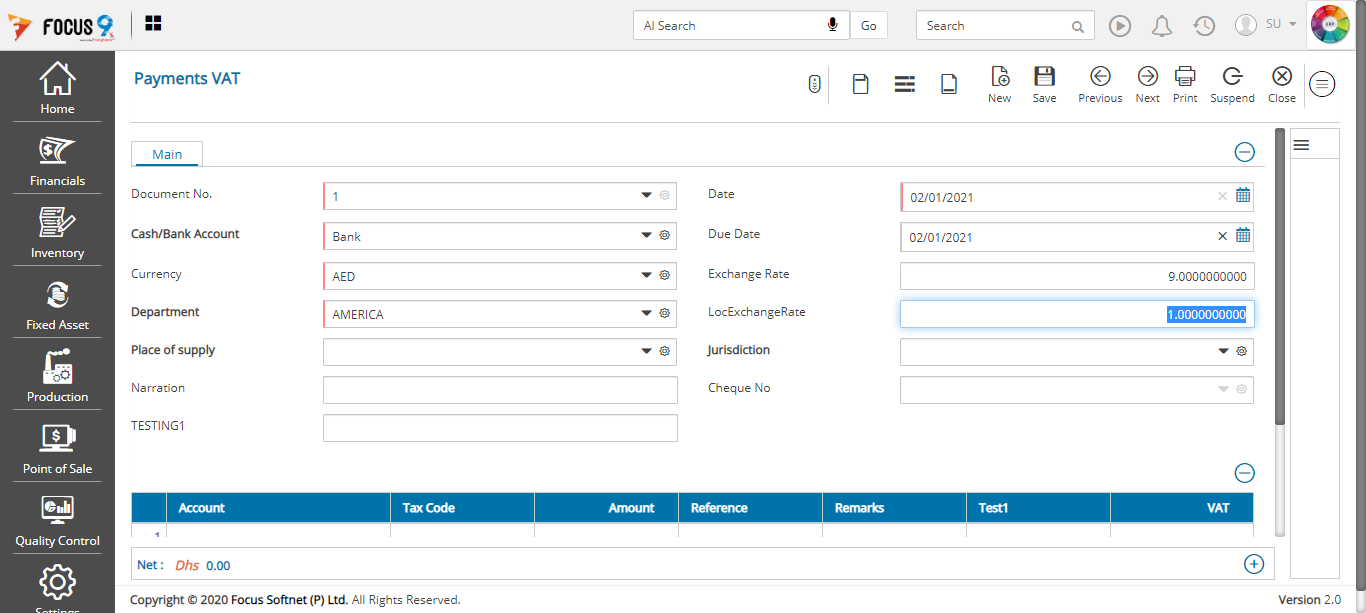 FOCUS 9
AI Search
Go
Search
SU
Home
Financials
Inventory
Fixed Asset
Production
Point of Sale
Quality Control
Settings
Payments VAT
New
Save
Previous
Next
Print
Suspend
Close
Main
Document No.
1
Date
02/01/2021
Cash/Bank Account
Bank
Due Date
02/01/2021
Currency
AED
Exchange Rate
9.0000000000
Department
AMERICA
LocExchangeRate
1.0000000000
Place of supply
Jurisdiction
Narration
Cheque No
TESTING1
Account Tax Code Amount Reference Remarks Test1 VAT
1
Net : Dhs 0.00
Copyright © 2020 Focus Softnet (P) Ltd. All Rights Reserved.
Version 2.0